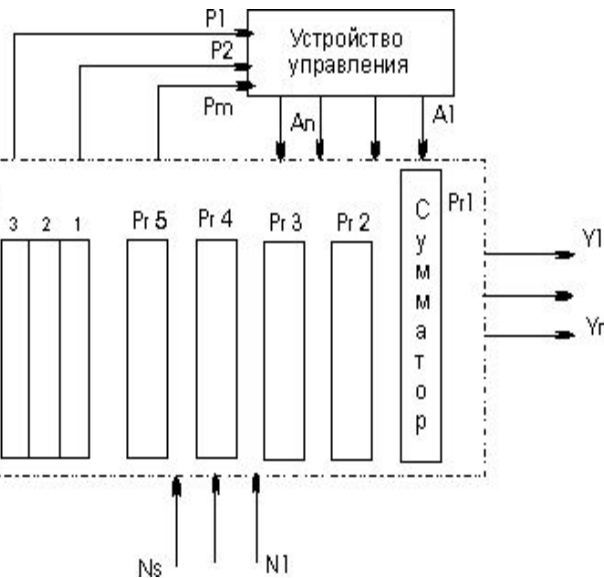 P1
P2
Pm
Устройство
управления
An
A1
3 2 1
Pr 5
Pr 4
Pr 3
Pr 2
Pr1
Сумматор
Y1
Yr
Ns
N1